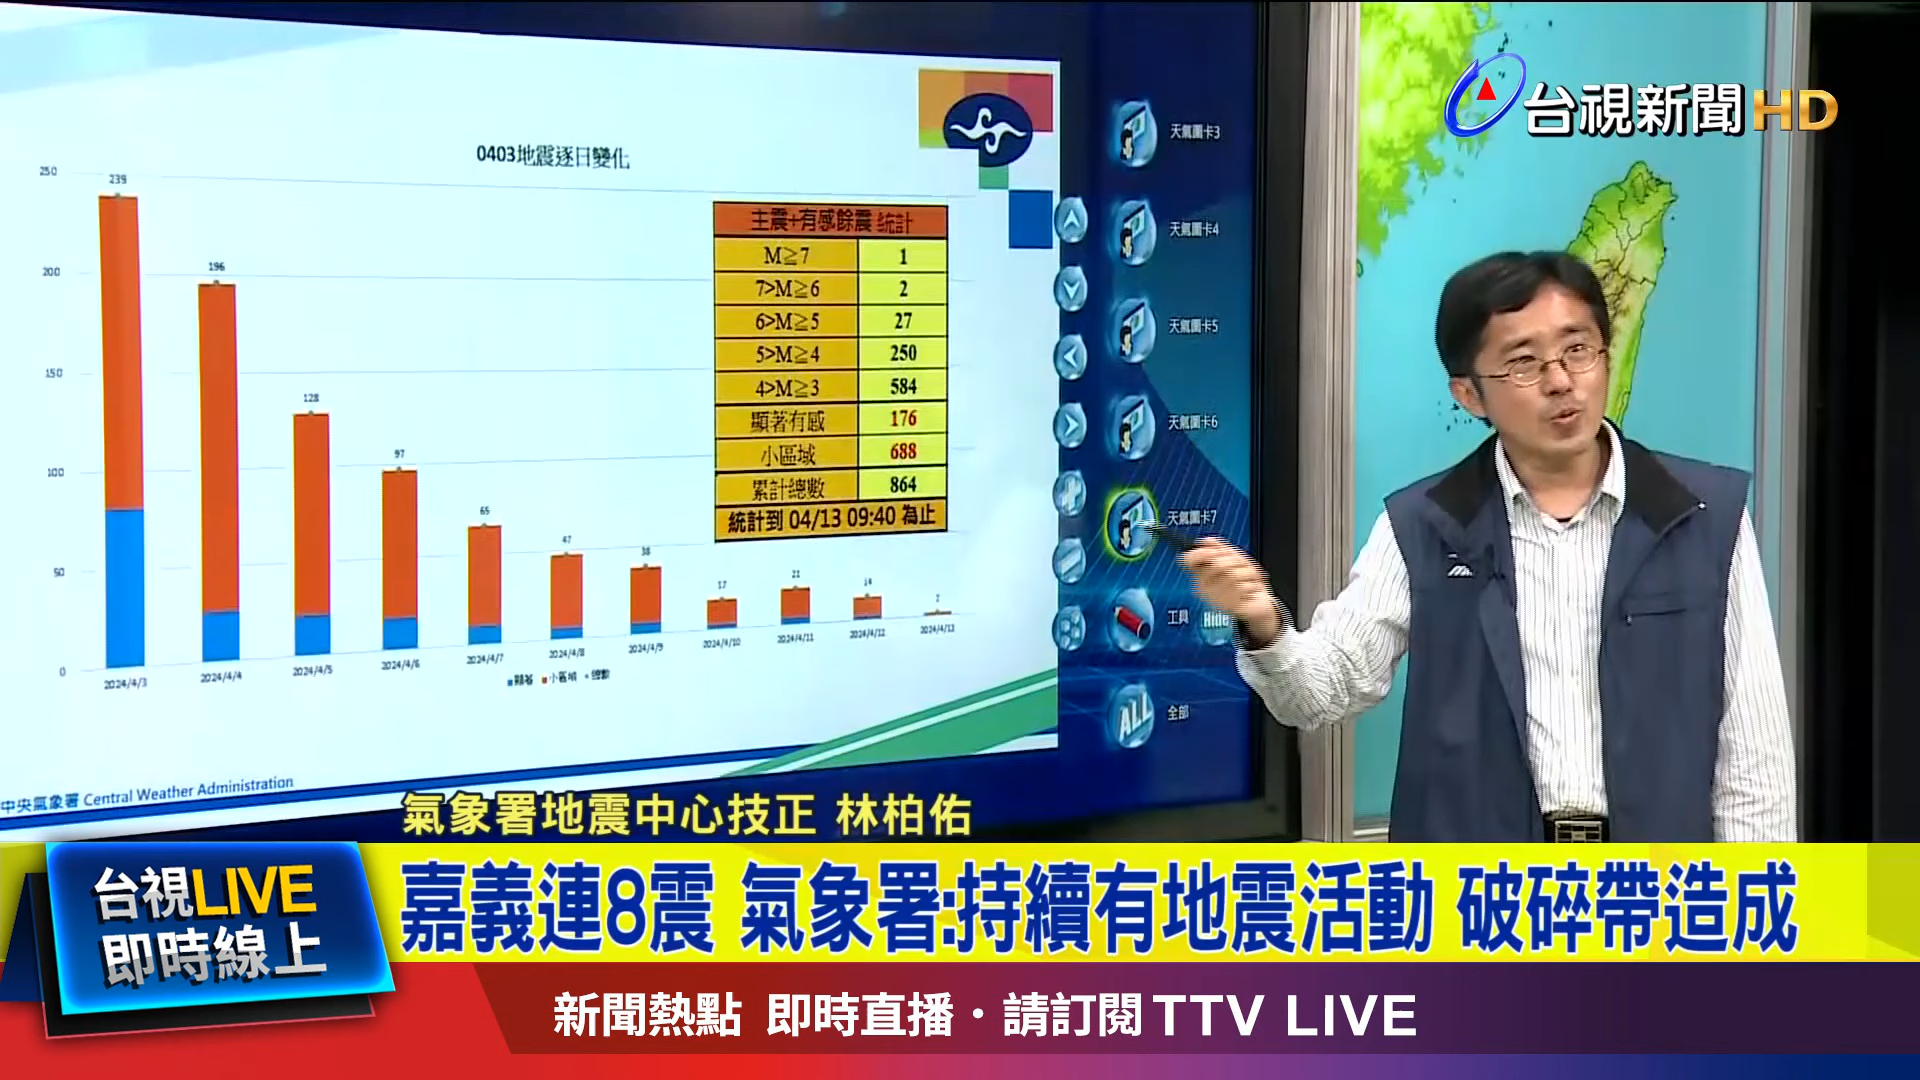 台視新聞HD
0403地震逐日變化
250
200
150
100
50
0
239
196
128
97
65
47
38
17
21
14
2
2024/4/3
2024/4/4
2024/4/5
2024/4/6
2024/4/7
2024/4/8
2024/4/9
2024/4/10
2024/4/11
2024/4/12
2024/4/13
顯著 小區域 總數
主震+有感餘震 統計
M≧7 1
7>M≧6 2
6>M≧5 27
5>M≧4 250
4>M≧3 584
顯著有感 176
小區域 688
累計總數 864
統計到 04/13 09:40 為止
天氣圖卡3
天氣圖卡4
天氣圖卡5
天氣圖卡6
天氣圖卡7
工具 Hide
ALL 全部
中央氣象署 Central Weather Administration
氣象署地震中心技正 林柏佑
台視LIVE
即時線上
嘉義連8震 氣象署:持續有地震活動 破碎帶造成
新聞熱點 即時直播・請訂閱TTV LIVE